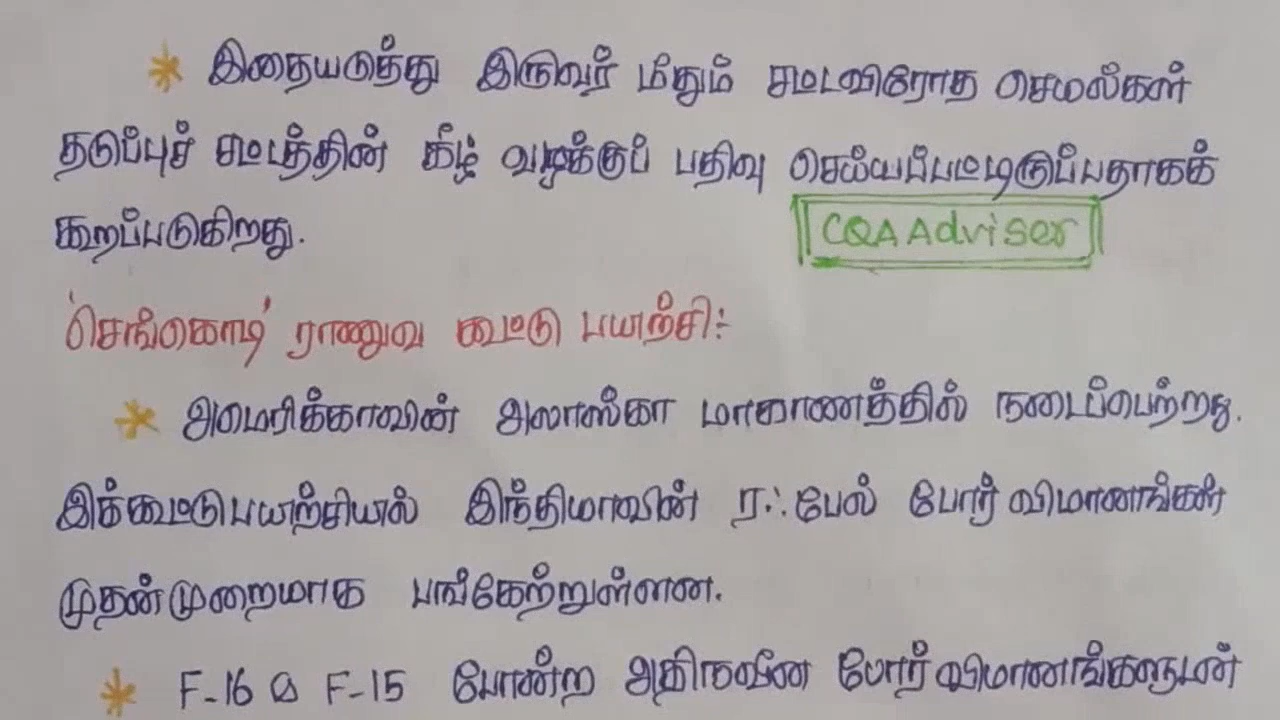 இதையடுத்து இருவர் மீதும் சட்டவிரோத செயல்கள்
தடுப்புச் சட்டத்தின் கீழ் வழக்குப் பதிவு செய்யப்பட்டிருப்பதாகக்
கூறப்படுகிறது.
CQA Adviser
'செங்கொடி' ராணுவ கூட்டு பயிற்சி:-
அமெரிக்காவின் அலாஸ்கா மாகாணத்தில் நடைப்பெற்றது.
இக்கூட்டுபயிற்சியில் இந்தியாவின் ரஃபேல் போர் விமானங்கள்
முதன்முறையாக பங்கேற்றுள்ளன.
F-16 & F-15 போன்ற அதிநவீன போர் விமானங்களுடன்